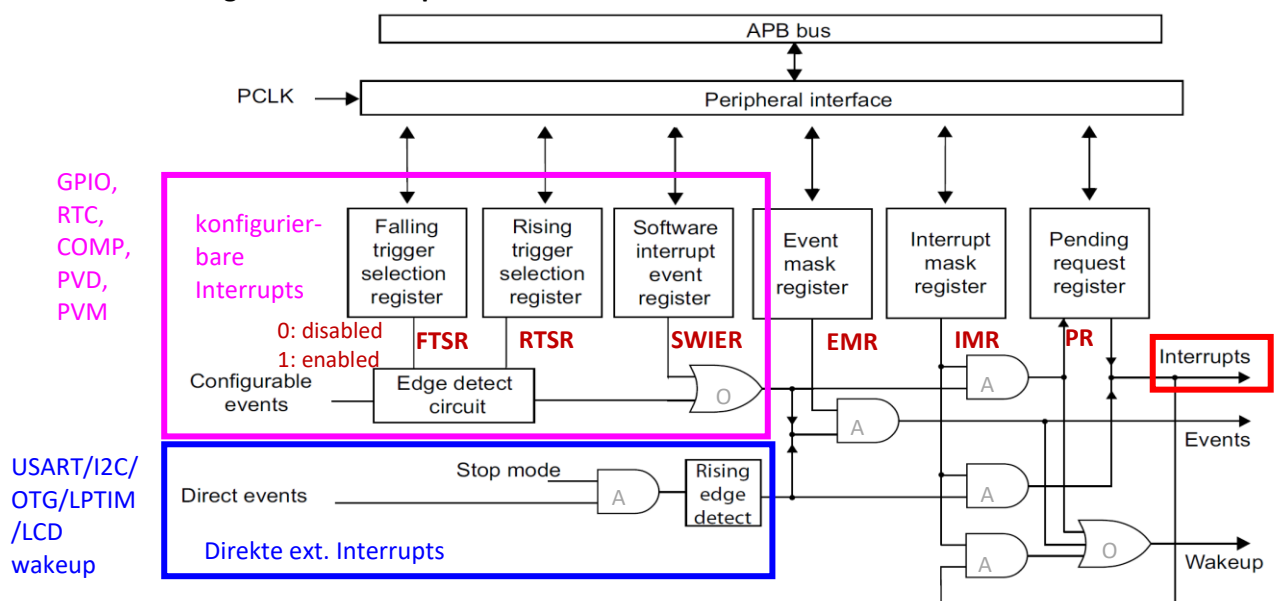 APB bus
PCLK
Peripheral interface
GPIO,
RTC,
COMP,
PVD,
PVM
konfigurier-
bare
Interrupts
Falling
trigger
selection
register
Rising
trigger
selection
register
Software
interrupt
event
register
Event
mask
register
Interrupt
mask
register
Pending
request
register
0: disabled
1: enabled
FTSR
RTSR
SWIER
EMR
IMR
PR
Interrupts
Configurable
events
Edge detect
circuit
O
A
A
Events
USART/I2C/
OTG/LPTIM
/LCD
wakeup
Stop mode
Direct events
A
Rising
edge
detect
A
Direkte ext. Interrupts
A
O
Wakeup